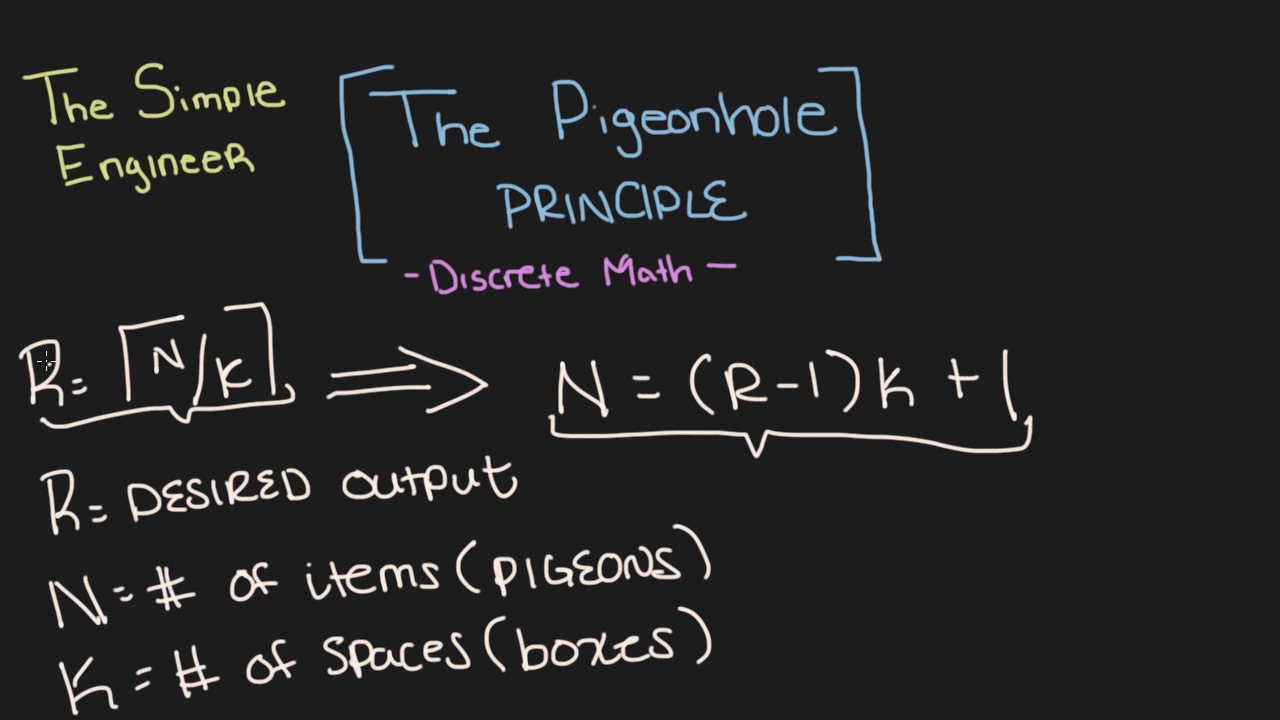 The Simple
Engineer
The Pigeonhole
PRINCIPLE
- Discrete Math -
R = ⌈N/K⌉ ⟹ N = (R-1)K + 1
R = DESIRED output
N = # of items (PIGEONS)
K = # of spaces (boxes)